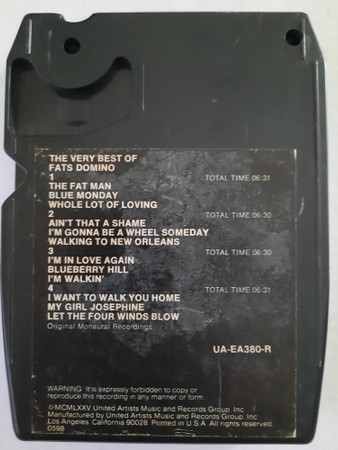 THE VERY BEST OF
FATS DOMINO
1 TOTAL TIME 06:31
THE FAT MAN
BLUE MONDAY
WHOLE LOT OF LOVING
2 TOTAL TIME 06:30
AIN'T THAT A SHAME
I'M GONNA BE A WHEEL SOMEDAY
WALKING TO NEW ORLEANS
3 TOTAL TIME 06:30
I'M IN LOVE AGAIN
BLUEBERRY HILL
I'M WALKIN'
4 TOTAL TIME 06:31
I WANT TO WALK YOU HOME
MY GIRL JOSEPHINE
LET THE FOUR WINDS BLOW
Original Monaural Recordings
UA-EA380-R
WARNING: It is expressly forbidden to copy or
reproduce this recording in any manner or form
©MCMLXXV United Artists Music and Records Group, Inc.
Manufactured by United Artists Music and Records Group, Inc.
Los Angeles, California 90028 Printed in U.S.A. All rights reserved.
0598